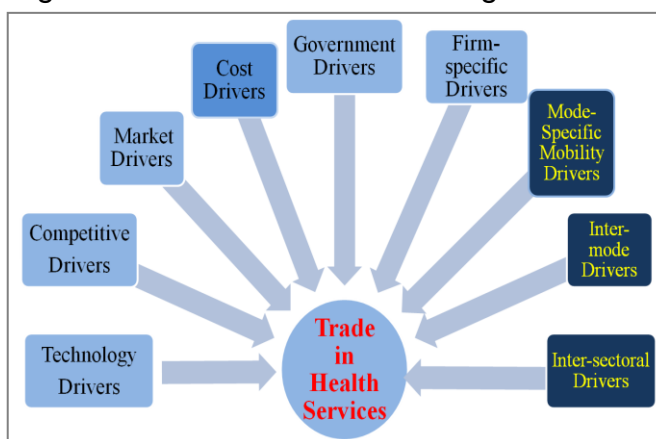 Government
Drivers
Firm-
specific
Drivers
Cost
Drivers
Mode-
Specific
Mobility
Drivers
Market
Drivers
Competitive
Drivers
Inter-
mode
Drivers
Technology
Drivers
Trade
in
Health
Services
Inter-sectoral
Drivers